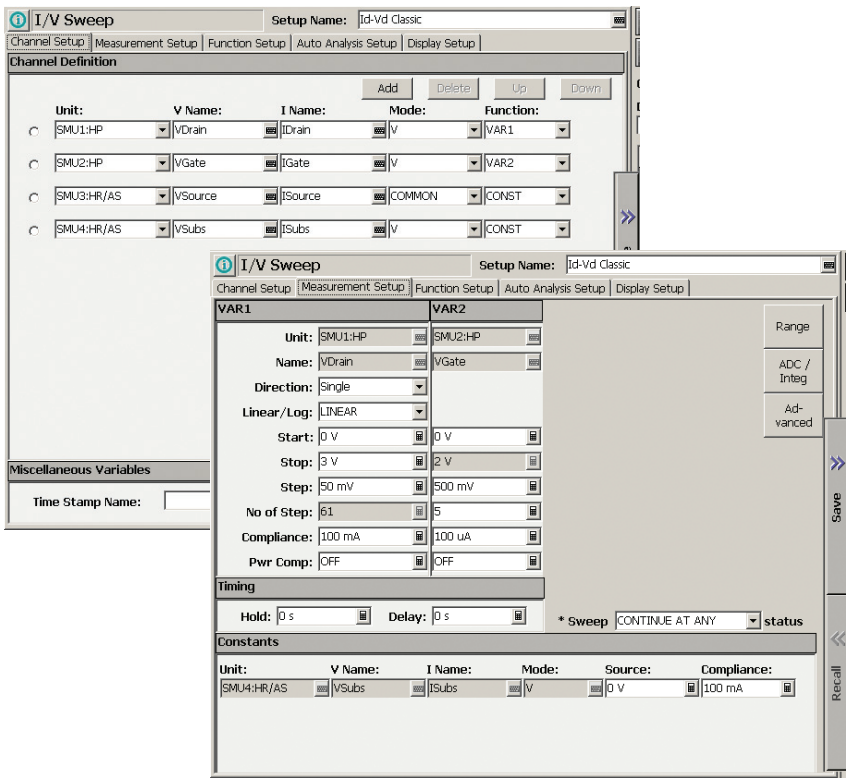 I/V Sweep Setup Name: Id-Vd Classic
Channel Setup Measurement Setup Function Setup Auto Analysis Setup Display Setup
Channel Definition
Add Delete Up Down
Unit: V Name: I Name: Mode: Function:
SMU1:HP VDrain IDrain V VAR1
SMU2:HP VGate IGate V VAR2
SMU3:HR/AS VSource ISource COMMON CONST
SMU4:HR/AS VSubs ISubs V CONST
Miscellaneous Variables
Time Stamp Name:
I/V Sweep Setup Name: Id-Vd Classic
Channel Setup Measurement Setup Function Setup Auto Analysis Setup Display Setup
VAR1 VAR2
Unit: SMU1:HP SMU2:HP
Name: VDrain VGate
Direction: Single
Linear/Log: LINEAR
Start: 0 V 0 V
Stop: 3 V 2 V
Step: 50 mV 500 mV
No of Step: 61 5
Compliance: 100 mA 100 uA
Pwr Comp: OFF OFF
Range
ADC /
Integ
Ad-
vanced
Timing
Hold: 0 s Delay: 0 s * Sweep CONTINUE AT ANY status
Constants
Unit: V Name: I Name: Mode: Source: Compliance:
SMU4:HR/AS VSubs ISubs V 0 V 100 mA
Save
Recall